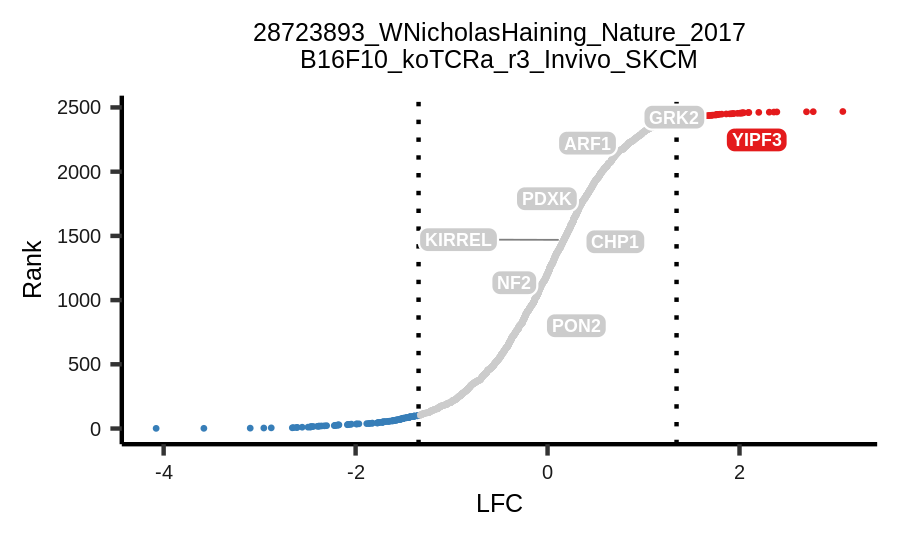 28723893_WNicholasHaining_Nature_2017
B16F10_koTCRa_r3_Invivo_SKCM
2500
2000
1500
1000
500
0
Rank
GRK2
YIPF3
ARF1
PDXK
KIRREL
CHP1
NF2
PON2
-4
-2
0
2
LFC